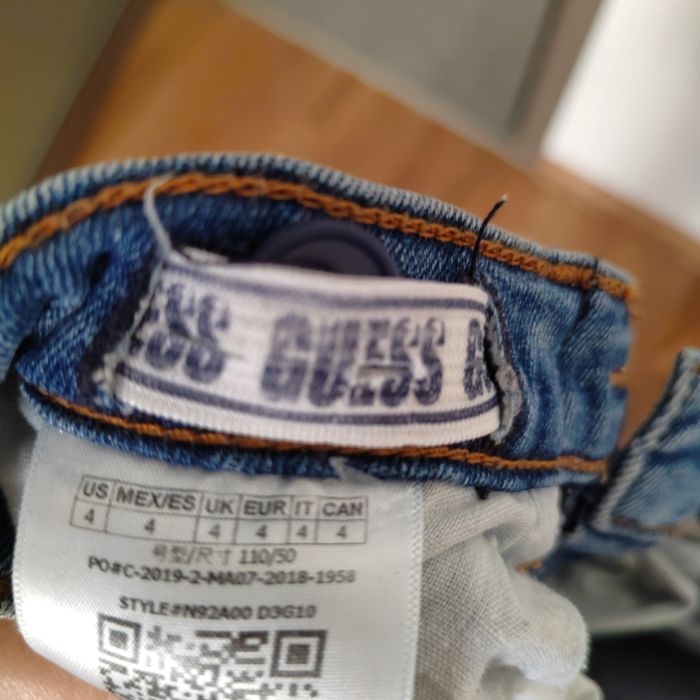 ESS GUESS G
US MEX/ES UK EUR IT CAN
4 4 4 4 4 4
号型/尺寸 110/50
PO#C-2019-2-MA07-2018-1958
STYLE#N92A00 D3G10